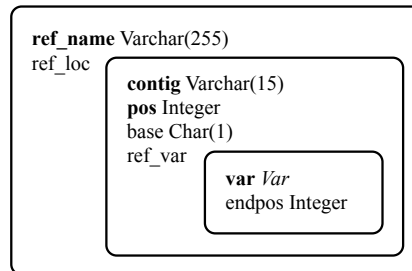 ref_name Varchar(255)
ref_loc
contig Varchar(15)
pos Integer
base Char(1)
ref_var
var Var
endpos Integer